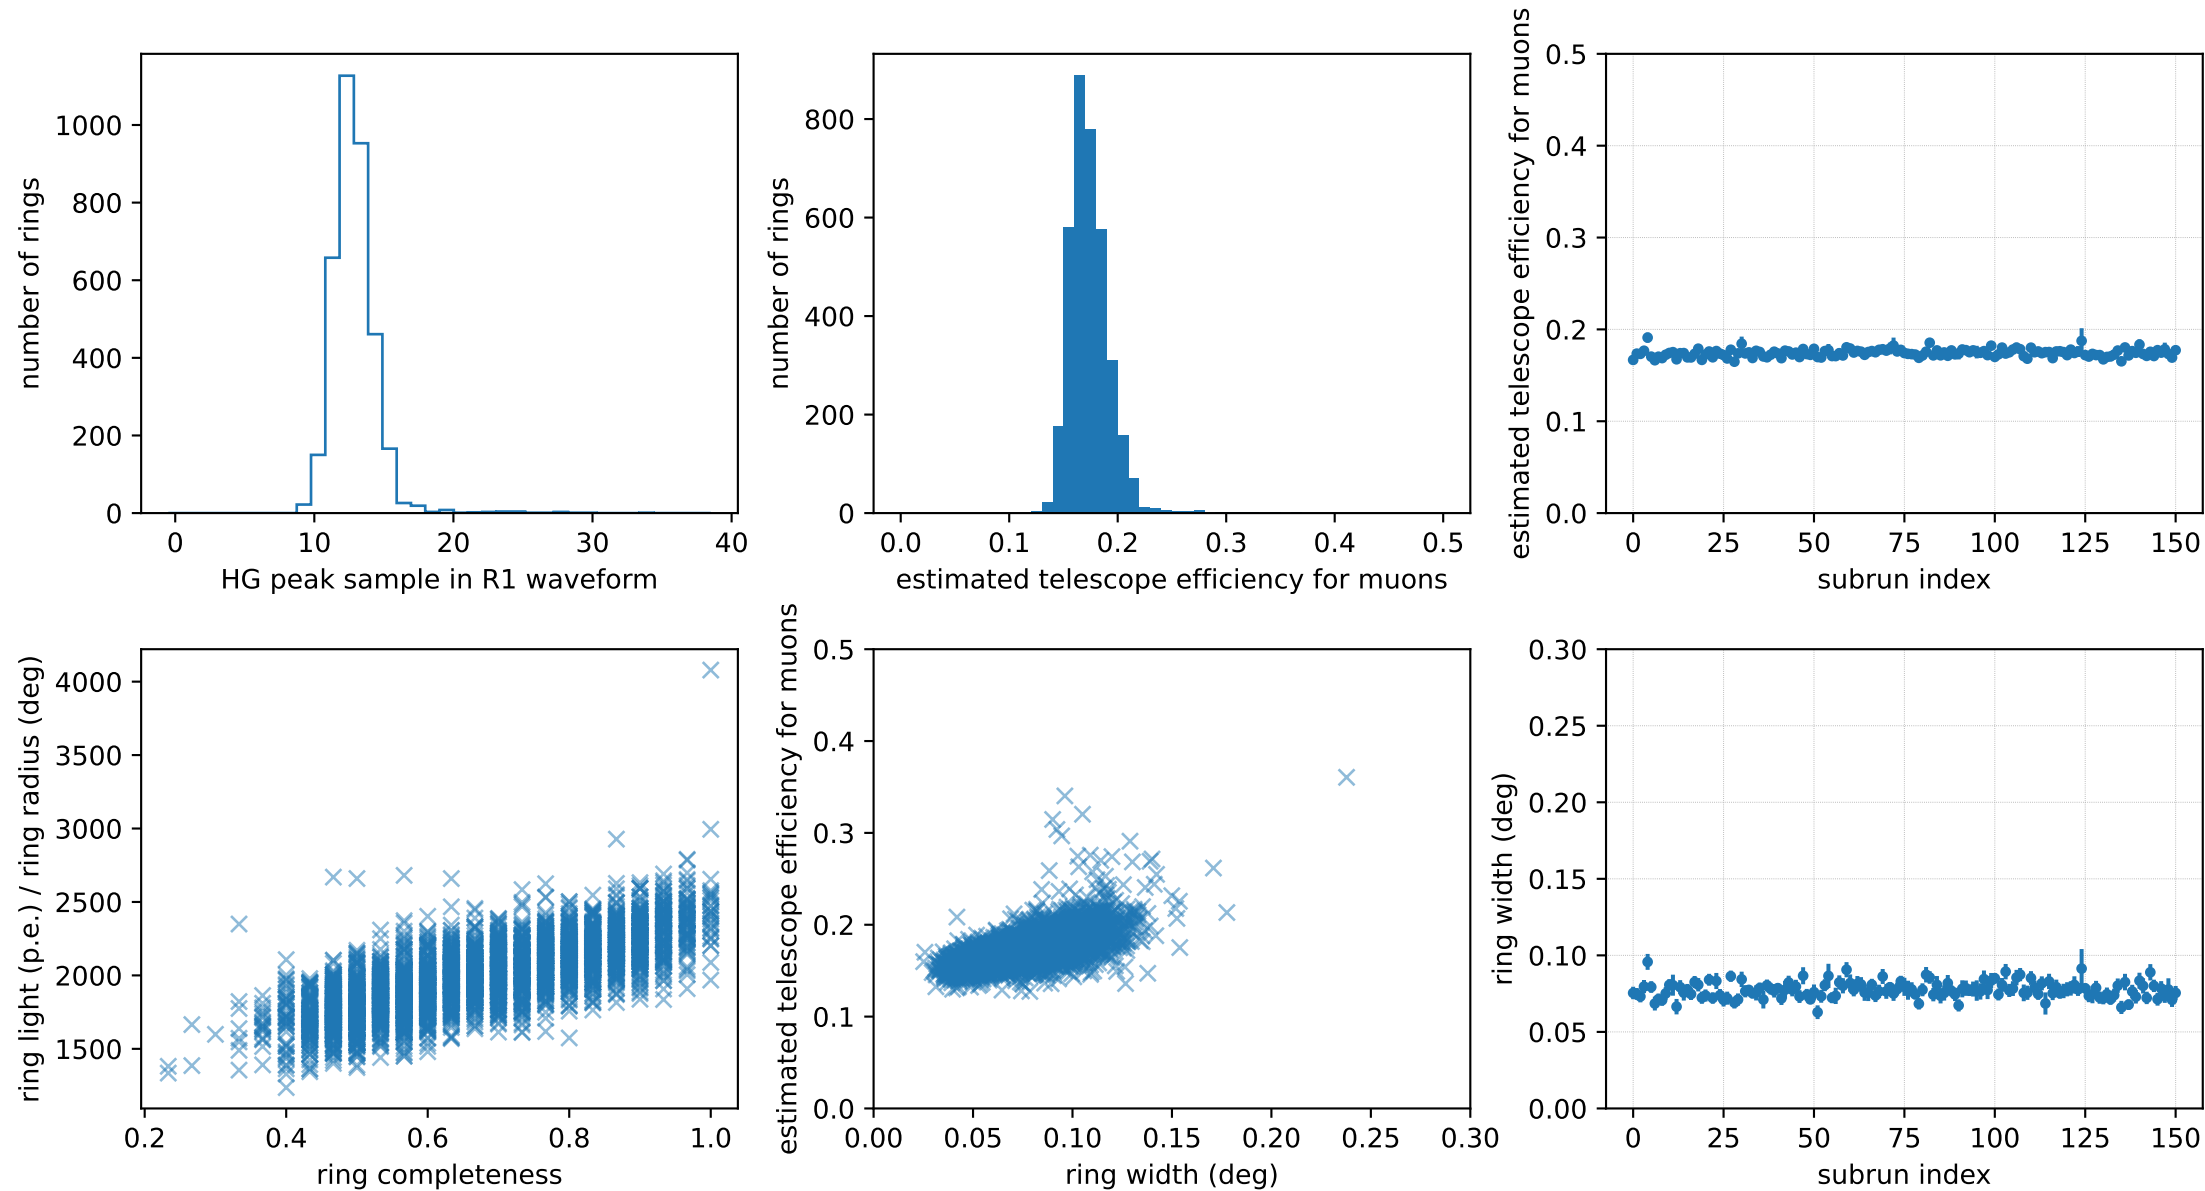 number of rings
1000
800
600
400
200
0
0 10 20 30 40
HG peak sample in R1 waveform
number of rings
800
600
400
200
0
0.0 0.1 0.2 0.3 0.4 0.5
estimated telescope efficiency for muons
estimated telescope efficiency for muons
0.5
0.4
0.3
0.2
0.1
0.0
0 25 50 75 100 125 150
subrun index
ring light (p.e.) / ring radius (deg)
4000
3500
3000
2500
2000
1500
0.2 0.4 0.6 0.8 1.0
ring completeness
estimated telescope efficiency for muons
0.5
0.4
0.3
0.2
0.1
0.0
0.00 0.05 0.10 0.15 0.20 0.25 0.30
ring width (deg)
ring width (deg)
0.30
0.25
0.20
0.15
0.10
0.05
0.00
0 25 50 75 100 125 150
subrun index